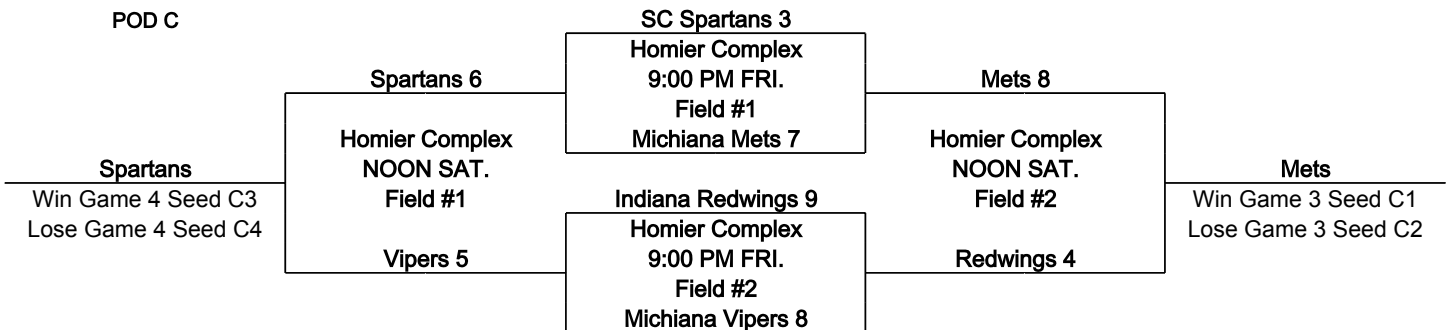 POD C
SC Spartans 3
Homier Complex
9:00 PM FRI.
Field #1
Michiana Mets 7
Spartans 6
Homier Complex
NOON SAT.
Field #1
Vipers 5
Mets 8
Homier Complex
NOON SAT.
Field #2
Redwings 4
Spartans
Win Game 4 Seed C3
Lose Game 4 Seed C4
Indiana Redwings 9
Homier Complex
9:00 PM FRI.
Field #2
Michiana Vipers 8
Mets
Win Game 3 Seed C1
Lose Game 3 Seed C2